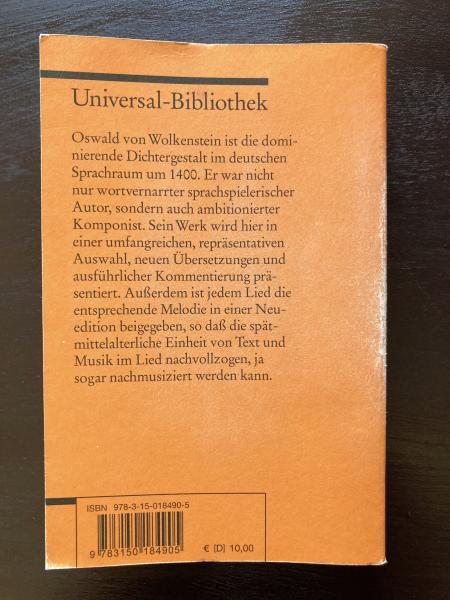 Universal-Bibliothek
Oswald von Wolkenstein ist die domi-
nierende Dichtergestalt im deutschen
Sprachraum um 1400. Er war nicht
nur wortvernarrter sprachspielerischer
Autor, sondern auch ambitionierter
Komponist. Sein Werk wird hier in
einer umfangreichen, repräsentativen
Auswahl, neuen Übersetzungen und
ausführlicher Kommentierung prä-
sentiert. Außerdem ist jedem Lied die
entsprechende Melodie in einer Neu-
edition beigegeben, so daß die spät-
mittelalterliche Einheit von Text und
Musik im Lied nachvollzogen, ja
sogar nachmusiziert werden kann.
ISBN 978-3-15-018490-5
9 783150 184905
€ [D] 10,00